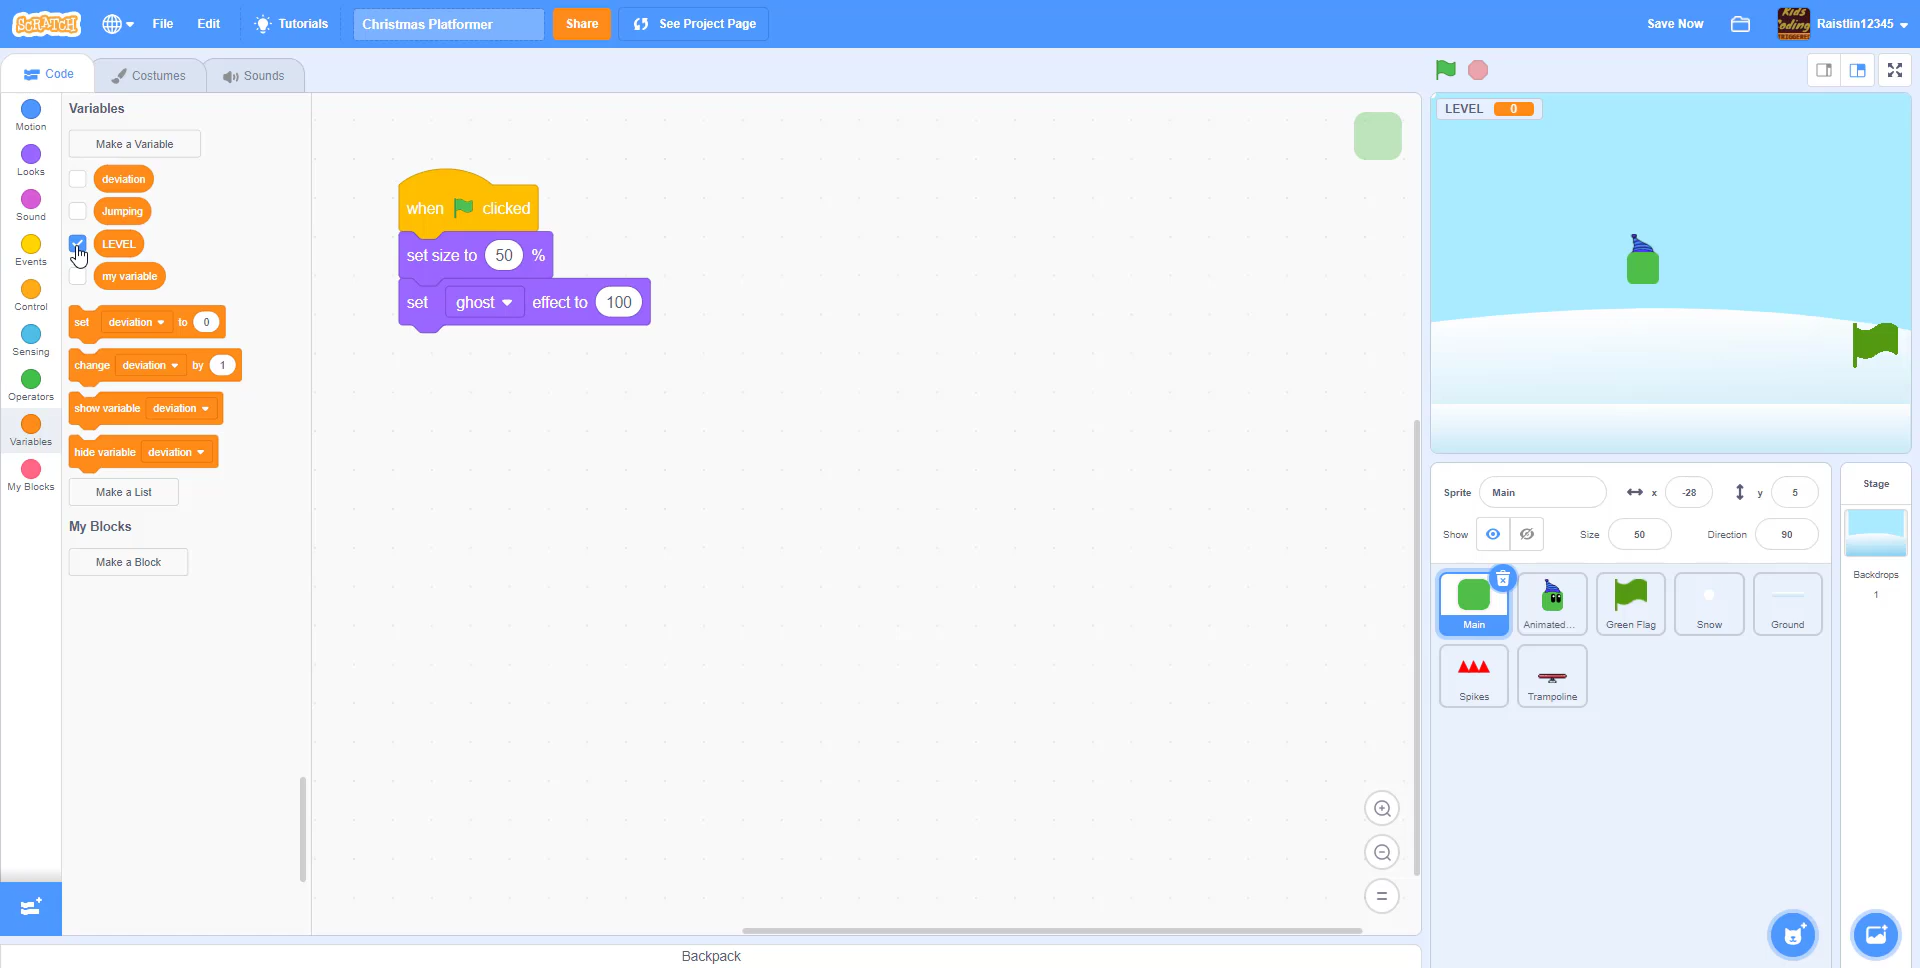 SCRATCH
File
Edit
Tutorials
Christmas Platformer
Share
See Project Page
Save Now
Raistlin12345
Code
Costumes
Sounds
Motion
Looks
Sound
Events
Control
Sensing
Operators
Variables
My Blocks
Variables
Make a Variable
deviation
Jumping
LEVEL
my variable
set deviation to 0
change deviation by 1
show variable deviation
hide variable deviation
Make a List
My Blocks
Make a Block
when clicked
set size to 50 %
set ghost effect to 100
Backpack
LEVEL 0
Sprite Main x -28 y 5
Show Size 50 Direction 90
Main
Animated...
Green Flag
Snow
Ground
Spikes
Trampoline
Stage
Backdrops
1